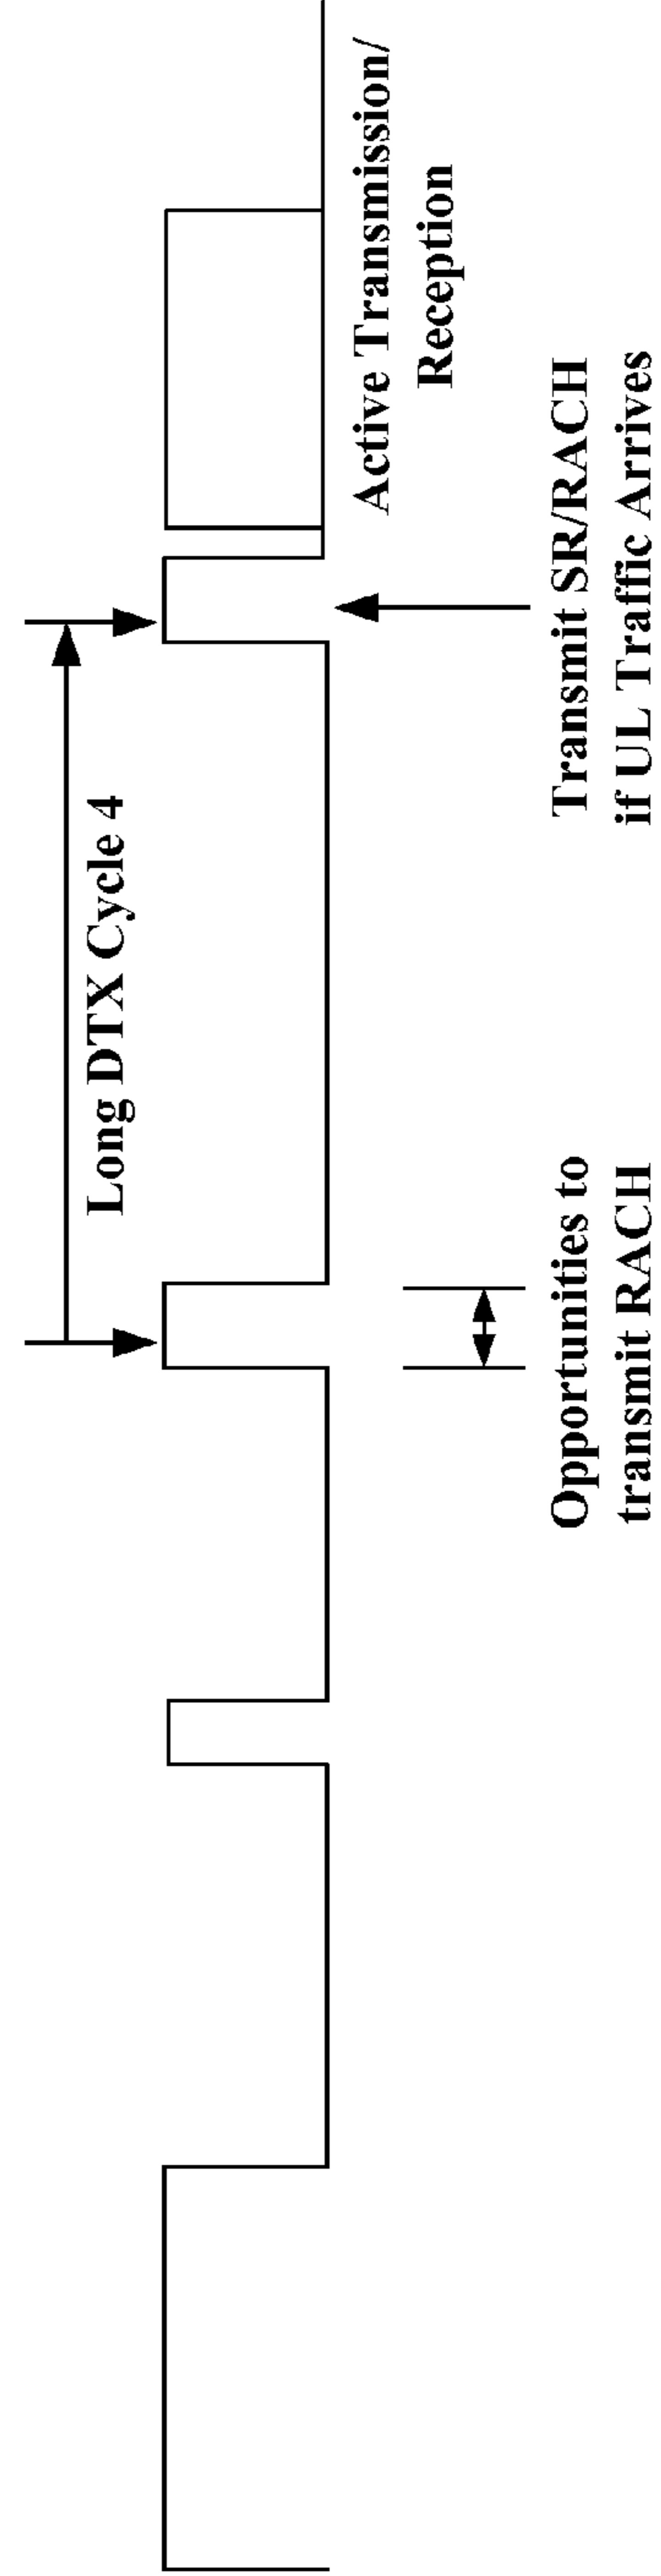 Long DTX Cycle 4
Opportunities to
transmit RACH
Transmit SR/RACH
if UL Traffic Arrives
Active Transmission/
Reception